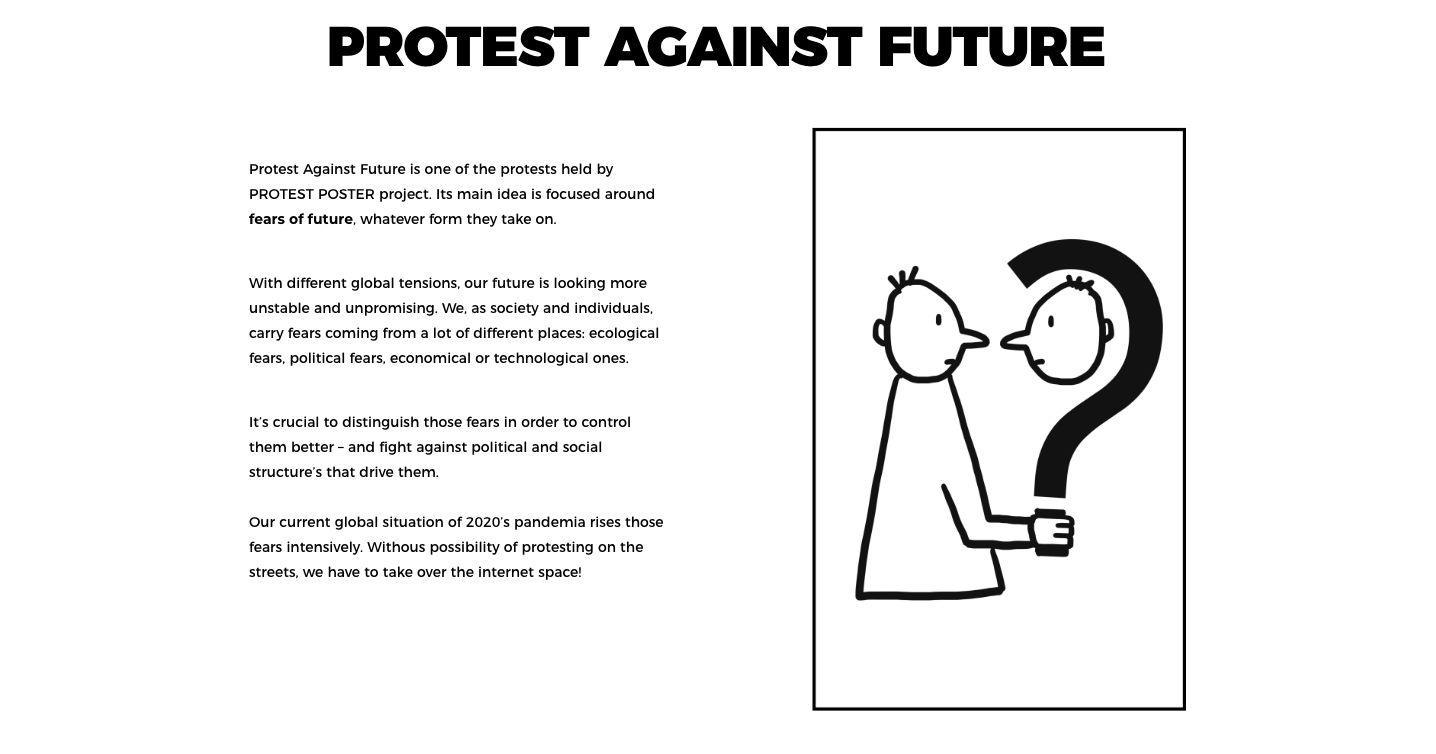 PROTEST AGAINST FUTURE
Protest Against Future is one of the protests held by
PROTEST POSTER project. Its main idea is focused around
fears of future, whatever form they take on.
With different global tensions, our future is looking more
unstable and unpromising. We, as society and individuals,
carry fears coming from a lot of different places: ecological
fears, political fears, economical or technological ones.
It's crucial to distinguish those fears in order to control
them better – and fight against political and social
structure's that drive them.
Our current global situation of 2020's pandemia rises those
fears intensively. Withous possibility of protesting on the
streets, we have to take over the internet space!